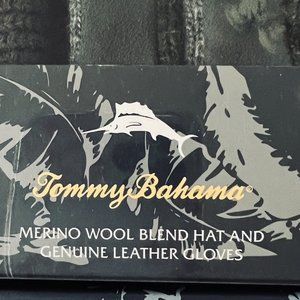 Tommy Bahama®
MERINO WOOL BLEND HAT AND
GENUINE LEATHER GLOVES